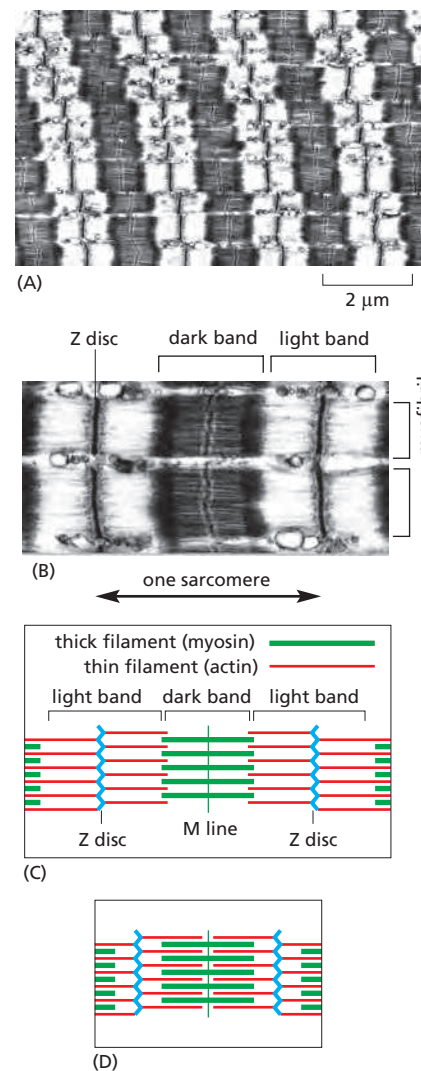 (A)
2 μm
Z disc
dark band
light band
(B)
one sarcomere
thick filament (myosin)
thin filament (actin)
light band
dark band
light band
M line
Z disc
Z disc
(C)
(D)